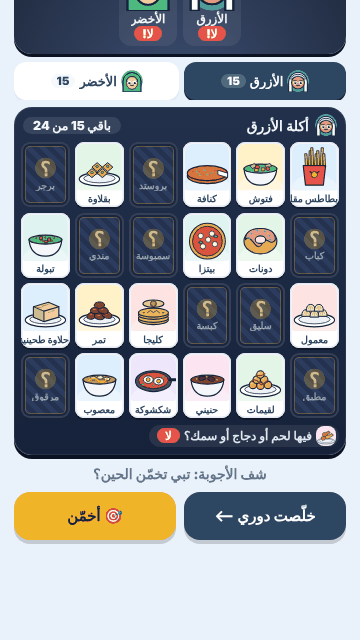 الأزرق
لا!
الأخضر
لا!
الأزرق 15
الأخضر 15
أكلة الأزرق
باقي 15 من 24
بطاطس مقا
فتوش
كنافة
بروستد
بقلاوة
برجر
كباب
دونات
بيتزا
سمبوسة
مندي
تبولة
معمول
سليق
كبسة
كليجا
تمر
حلاوة طحينية
مطبق
لقيمات
حنيني
شكشوكة
معصوب
مرقوق
فيها لحم أو دجاج أو سمك؟ لا
شف الأجوبة: تبي تخمّن الحين؟
خلّصت دوري ←
🎯 أخمّن